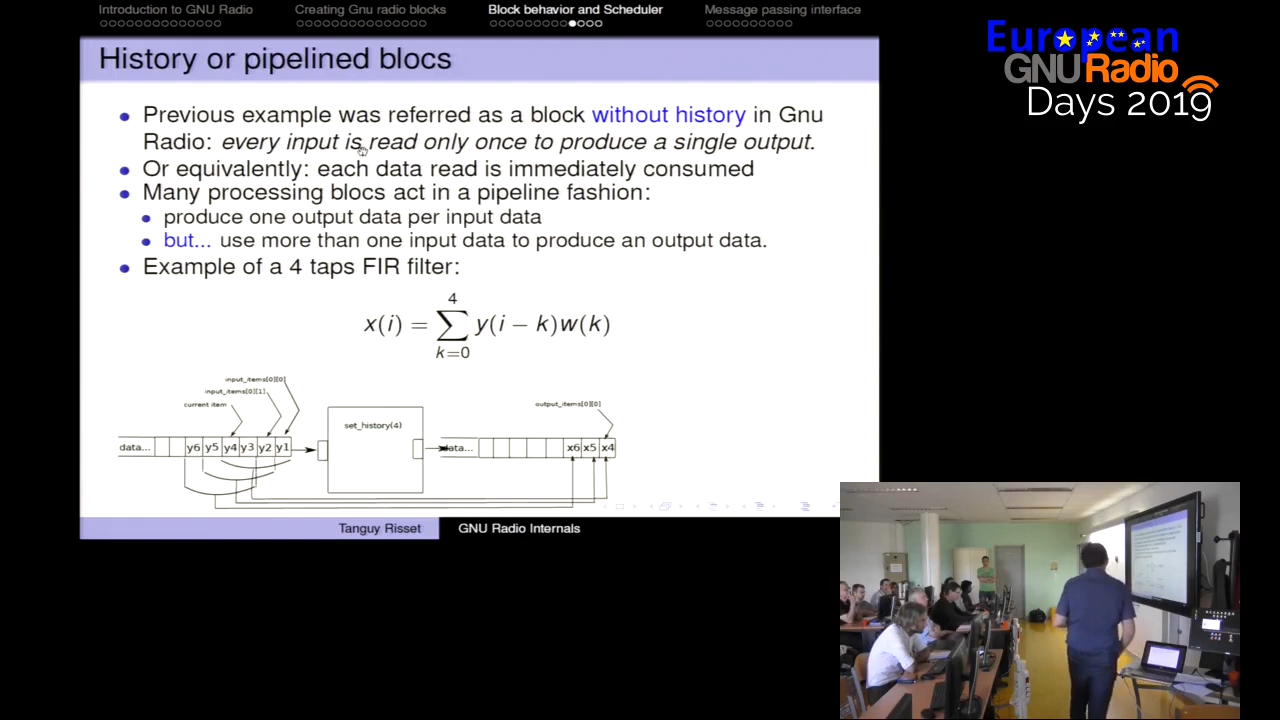 Introduction to GNU Radio Creating Gnu radio blocks Block behavior and Scheduler Message passing interface
European
GNURadio
Days 2019
History or pipelined blocs
Previous example was referred as a block without history in Gnu
Radio: every input is read only once to produce a single output.
Or equivalently: each data read is immediately consumed
Many processing blocs act in a pipeline fashion:
produce one output data per input data
but... use more than one input data to produce an output data.
Example of a 4 taps FIR filter:
x(i) = ∑ y(i − k)w(k)
4
k=0
input_items[0][0]
input_items[0][1]
current item
output_items[0][0]
set_history(4)
data... y6 y5 y4 y3 y2 y1
data... x6 x5 x4
Tanguy Risset GNU Radio Internals